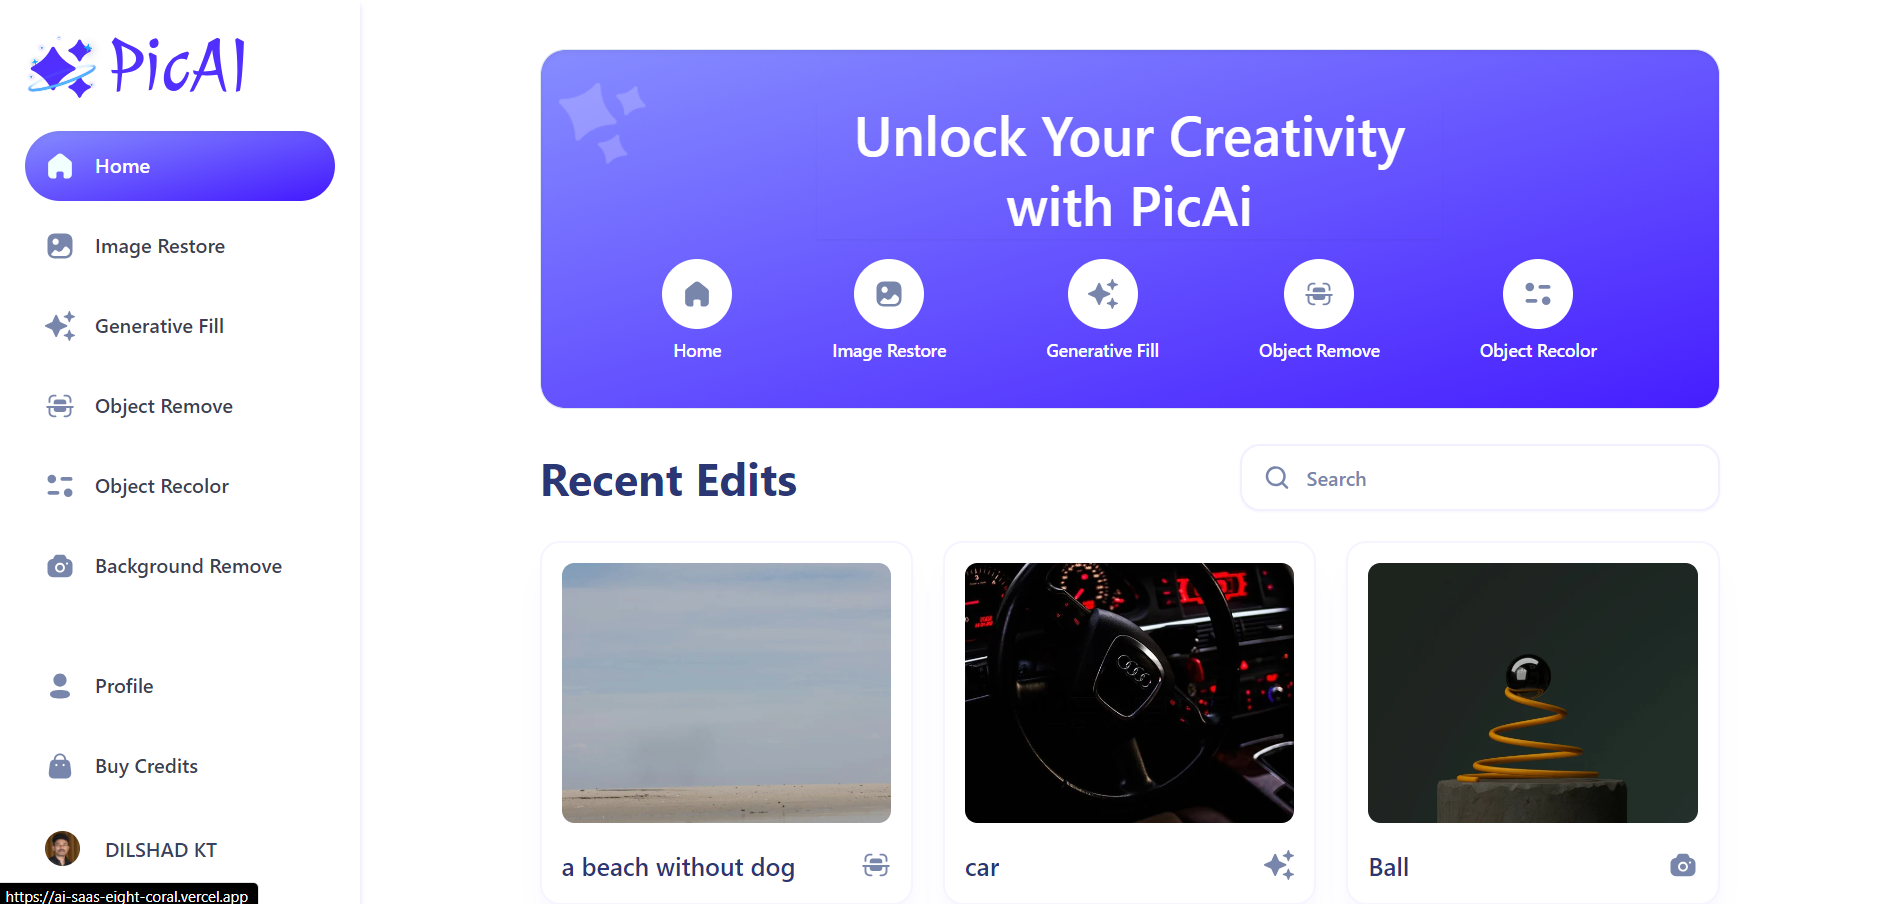 PicAI
Home
Image Restore
Generative Fill
Object Remove
Object Recolor
Background Remove
Profile
Buy Credits
DILSHAD KT
https://ai-saas-eight-coral.vercel.app
Unlock Your Creativity
with PicAi
Home
Image Restore
Generative Fill
Object Remove
Object Recolor
Recent Edits
Search
a beach without dog
car
Ball